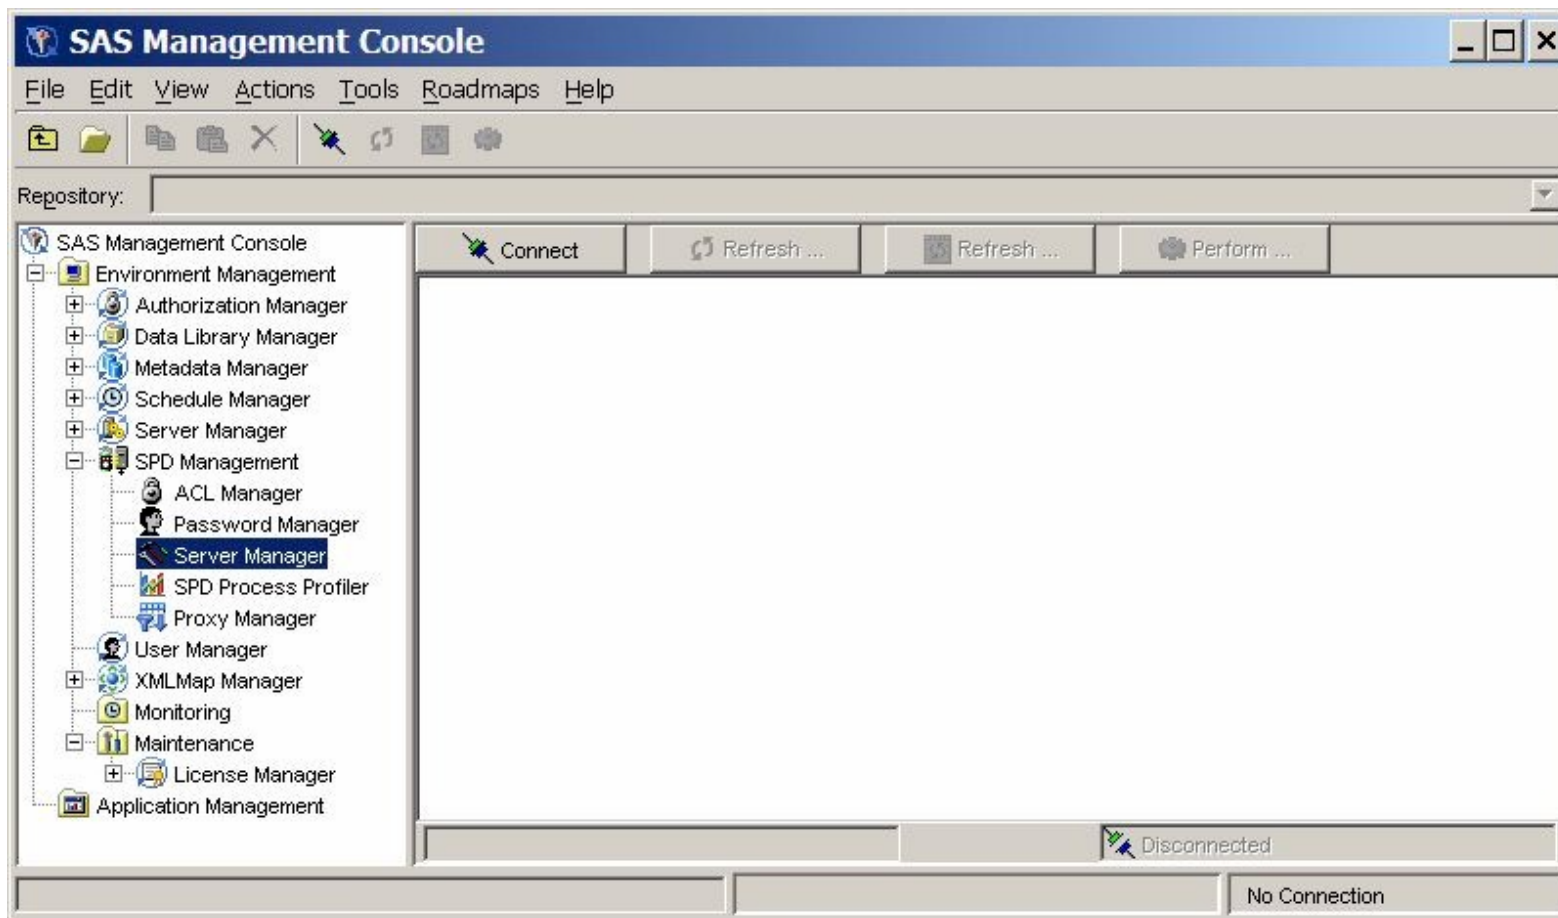 SAS Management Console
File Edit View Actions Tools Roadmaps Help
Repository:
SAS Management Console
Environment Management
Authorization Manager
Data Library Manager
Metadata Manager
Schedule Manager
Server Manager
SPD Management
ACL Manager
Password Manager
Server Manager
SPD Process Profiler
Proxy Manager
User Manager
XMLMap Manager
Monitoring
Maintenance
License Manager
Application Management
Connect Refresh ... Refresh ... Perform ...
Disconnected
No Connection